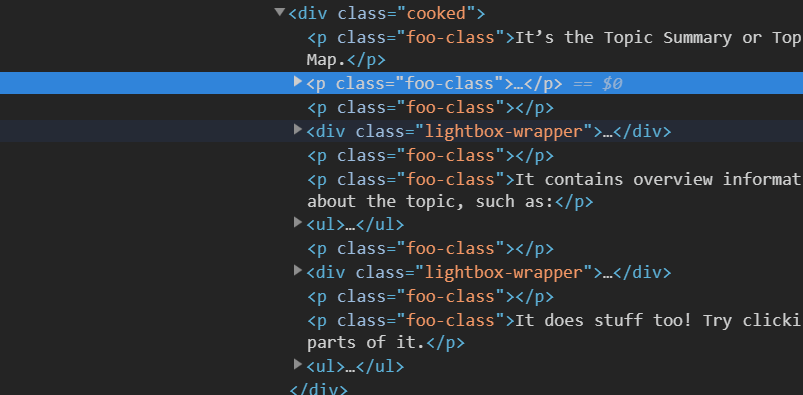 <div class="cooked">
<p class="foo-class">It’s the Topic Summary or Top
Map.</p>
<p class="foo-class">…</p> == $0
<p class="foo-class"></p>
<div class="lightbox-wrapper">…</div>
<p class="foo-class"></p>
<p class="foo-class">It contains overview informat
about the topic, such as:</p>
<ul>…</ul>
<p class="foo-class"></p>
<div class="lightbox-wrapper">…</div>
<p class="foo-class"></p>
<p class="foo-class">It does stuff too! Try clicki
parts of it.</p>
<ul>…</ul>
</div>